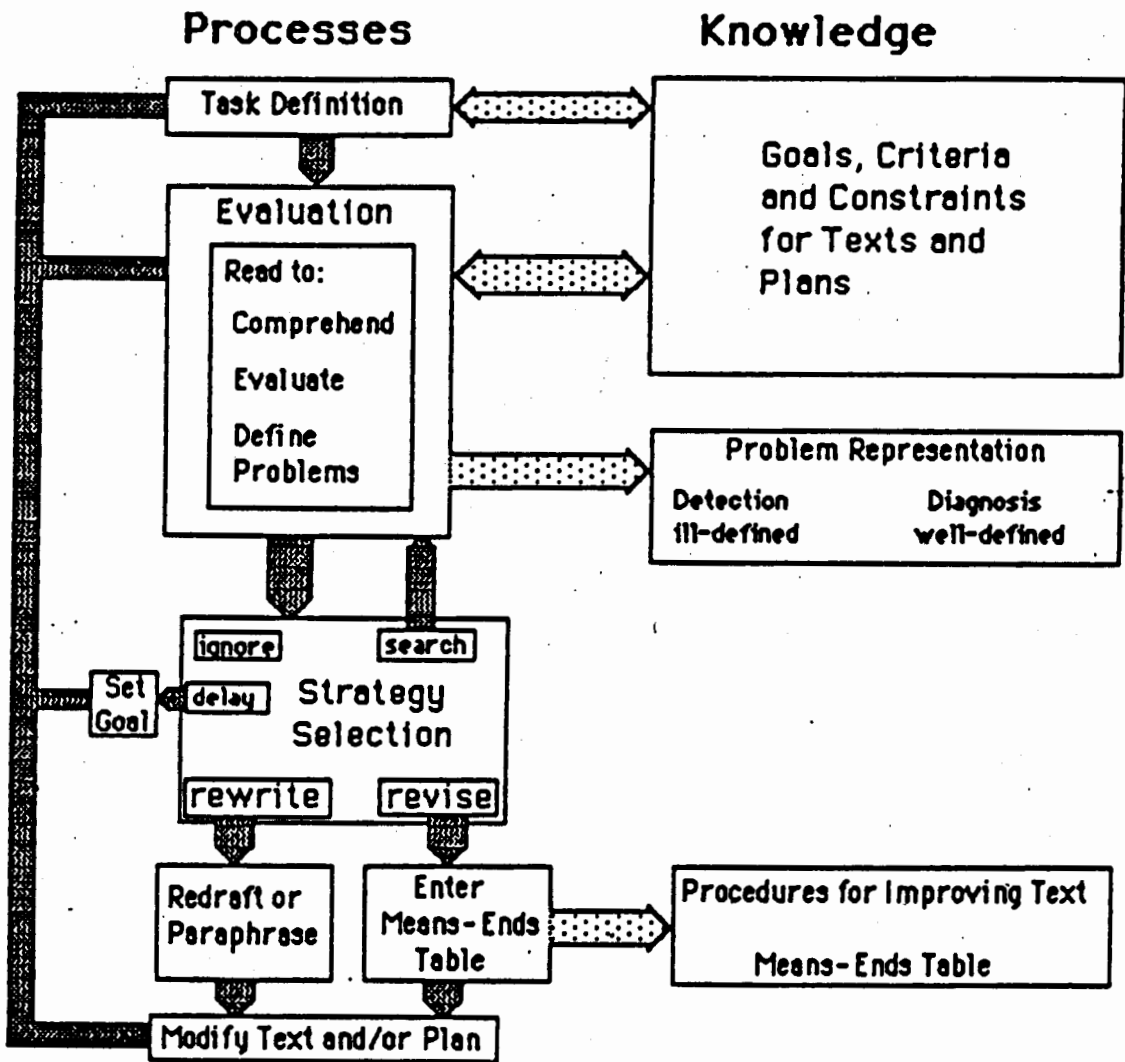 Processes
Knowledge
Task Definition
Goals, Criteria
and Constraints
for Texts and
Plans
Evaluation
Read to:
Comprehend
Evaluate
Define
Problems
Problem Representation
Detection
ill-defined
Diagnosis
well-defined
ignore
search
Set
Goal
delay
Strategy
Selection
rewrite
revise
Redraft or
Paraphrase
Enter
Means-Ends
Table
Procedures for Improving Text
Means-Ends Table
Modify Text and/or Plan